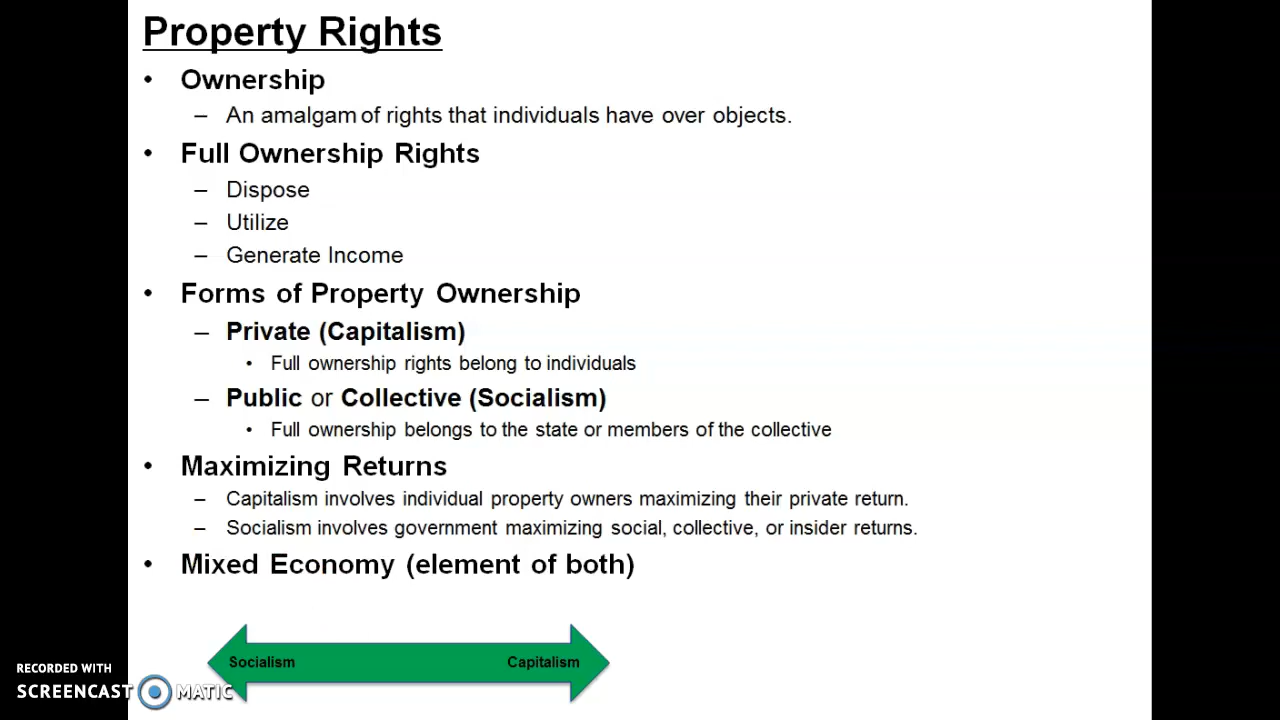 Property Rights
• Ownership
– An amalgam of rights that individuals have over objects.
• Full Ownership Rights
– Dispose
– Utilize
– Generate Income
• Forms of Property Ownership
– Private (Capitalism)
• Full ownership rights belong to individuals
– Public or Collective (Socialism)
• Full ownership belongs to the state or members of the collective
• Maximizing Returns
– Capitalism involves individual property owners maximizing their private return.
– Socialism involves government maximizing social, collective, or insider returns.
• Mixed Economy (element of both)
Socialism Capitalism
RECORDED WITH
SCREENCAST MATIC